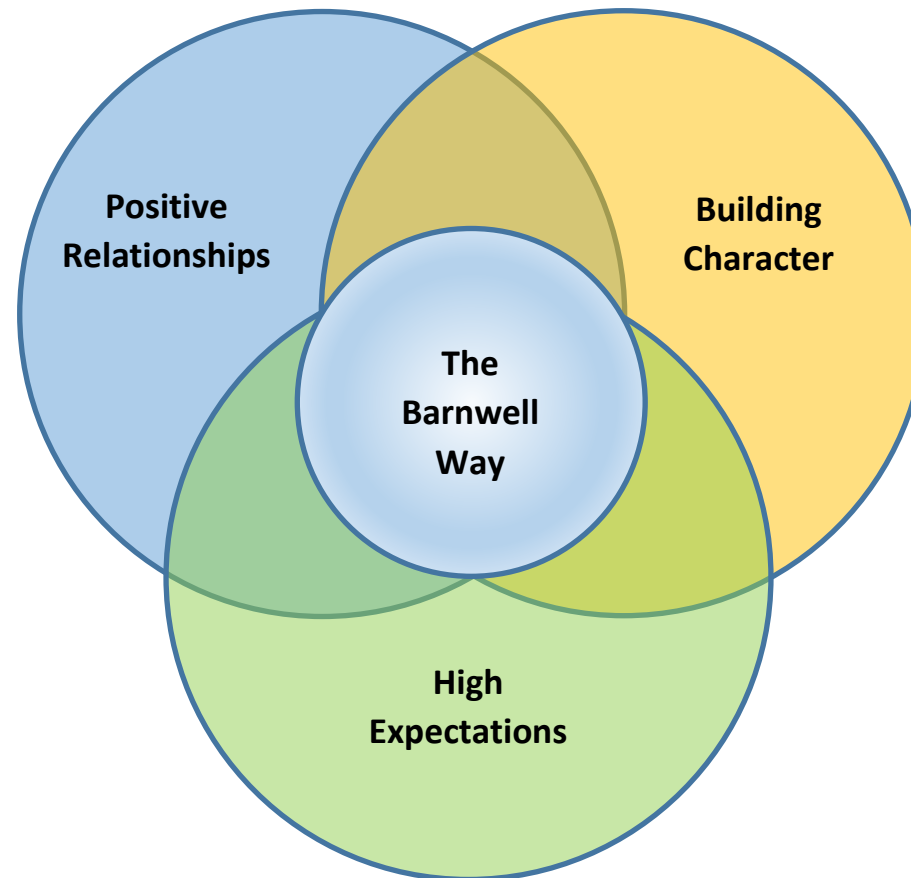 Positive
Relationships
Building
Character
The
Barnwell
Way
High
Expectations